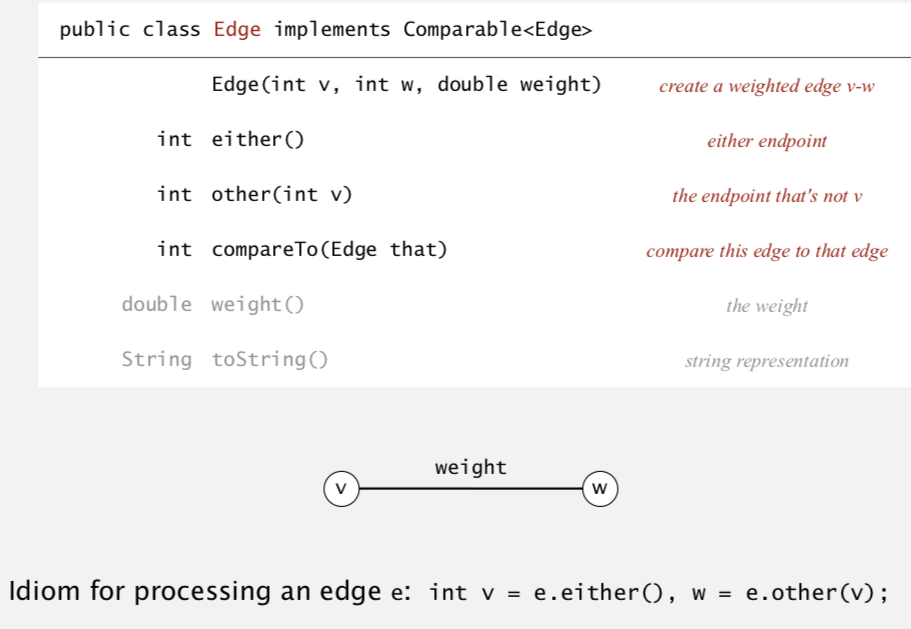 public class Edge implements Comparable<Edge>
Edge(int v, int w, double weight) create a weighted edge v-w
int either() either endpoint
int other(int v) the endpoint that's not v
int compareTo(Edge that) compare this edge to that edge
double weight() the weight
String toString() string representation
weight
v w
Idiom for processing an edge e: int v = e.either(), w = e.other(v);